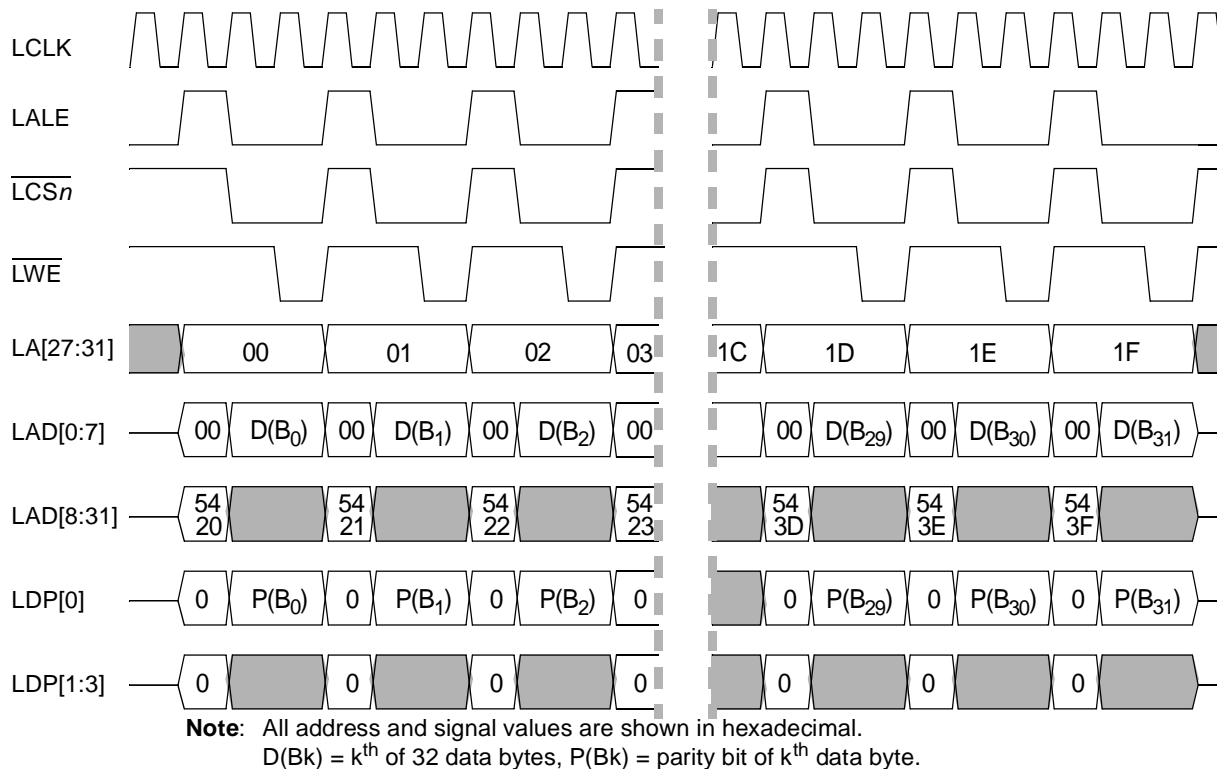 LCLK
LALE
LCSn
LWE
LA[27:31] 00 01 02 03 1C 1D 1E 1F
LAD[0:7] 00 D(B0) 00 D(B1) 00 D(B2) 00 00 D(B29) 00 D(B30) 00 D(B31)
54 54 54 54 54 54 54
LAD[8:31]
20 21 22 23 3D 3E 3F
LDP[0] 0 P(B0) 0 P(B1) 0 P(B2) 0 0 P(B29) 0 P(B30) 0 P(B31)
LDP[1:3] 0 0 0 0 0 0 0
Note: All address and signal values are shown in hexadecimal.
D(Bk) = kth of 32 data bytes, P(Bk) = parity bit of kth data byte.